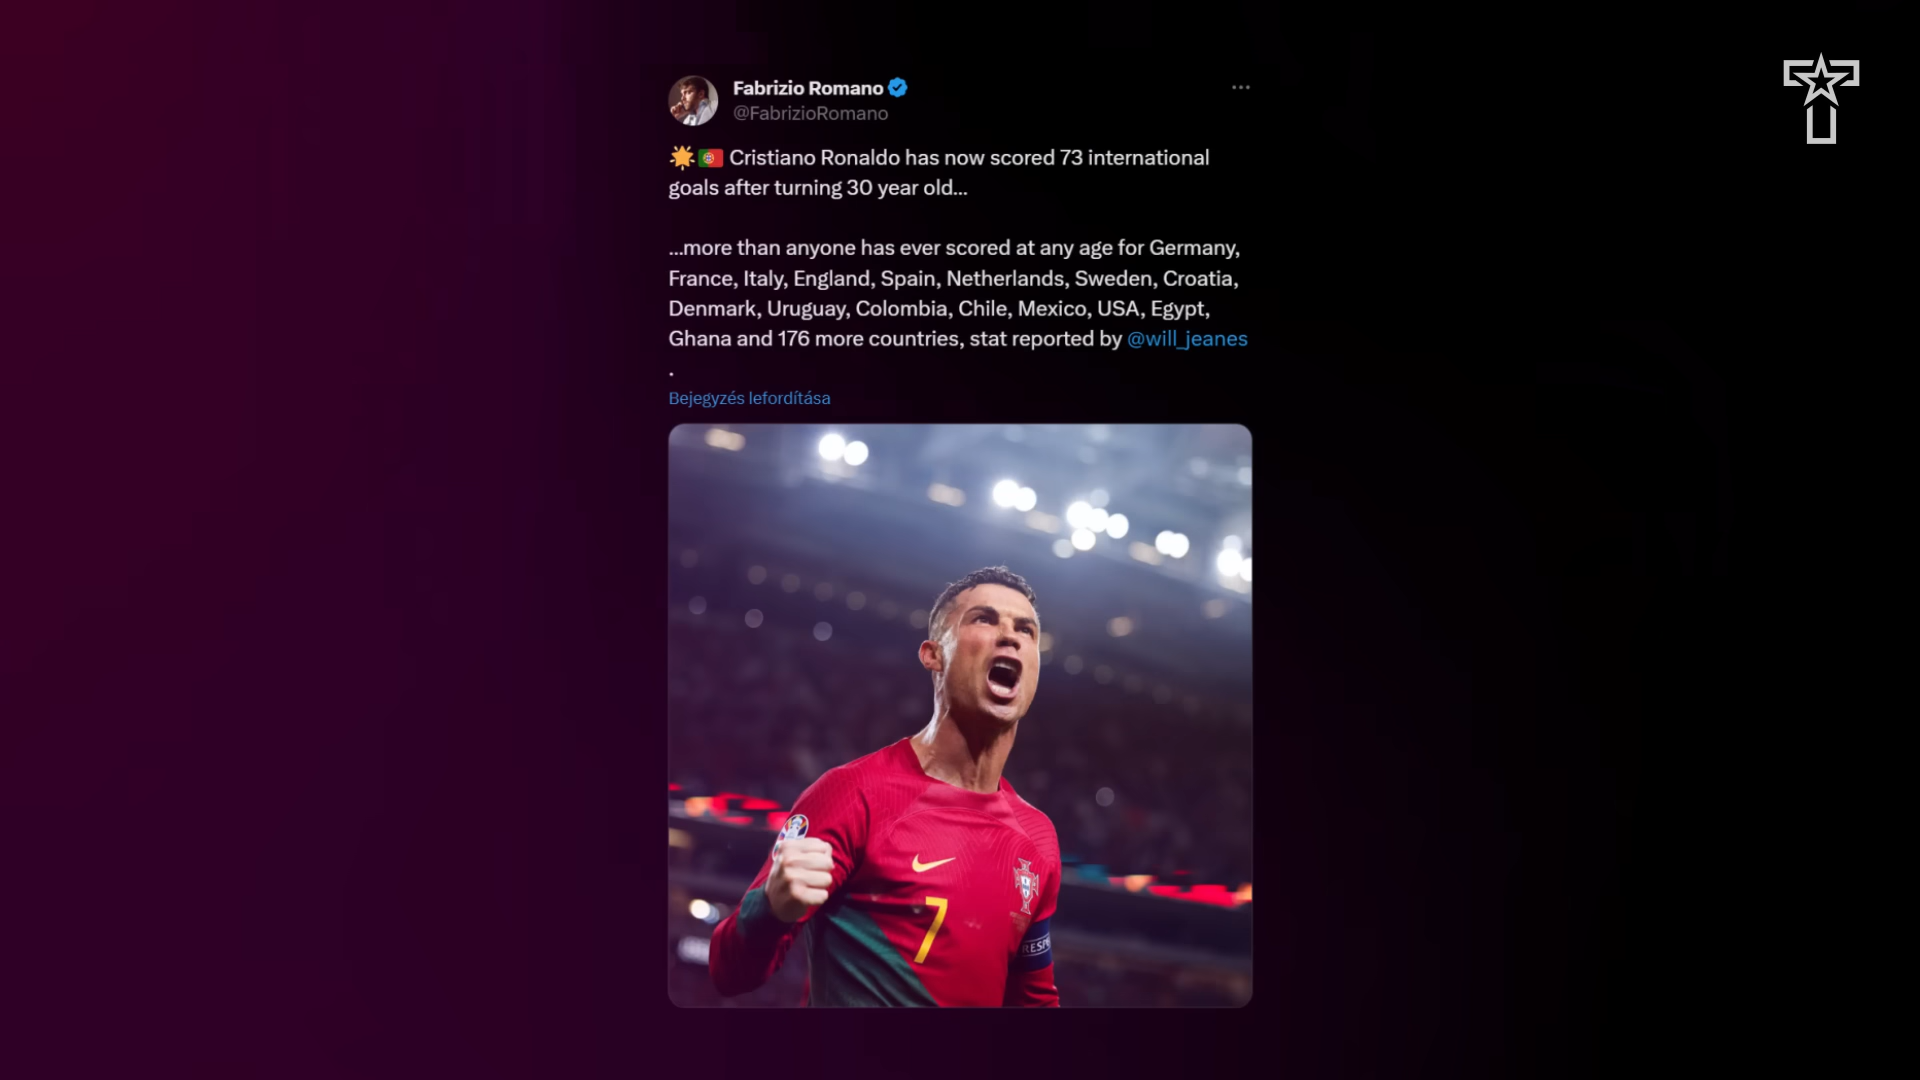 Fabrizio Romano
@FabrizioRomano
Cristiano Ronaldo has now scored 73 international
goals after turning 30 year old...
...more than anyone has ever scored at any age for Germany,
France, Italy, England, Spain, Netherlands, Sweden, Croatia,
Denmark, Uruguay, Colombia, Chile, Mexico, USA, Egypt,
Ghana and 176 more countries, stat reported by @will_jeanes
.
Bejegyzés lefordítása
7
RESP